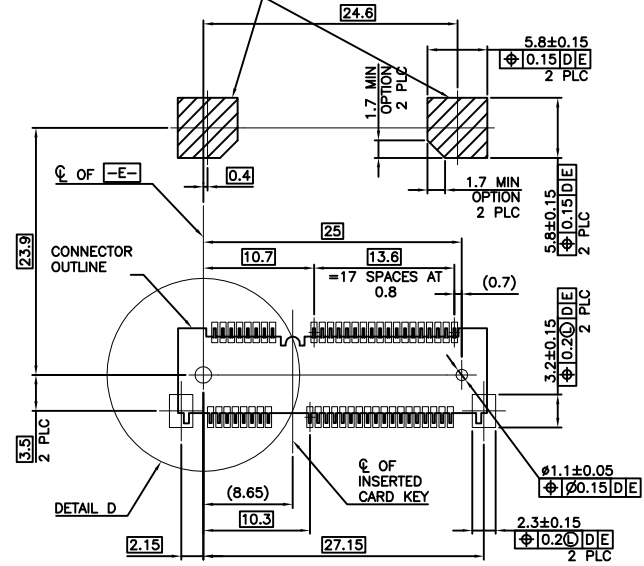 24.6
5.8±0.15
⌖ 0.15 D E
2 PLC
1.7 MIN
OPTION
2 PLC
0.4
1.7 MIN
OPTION
2 PLC
5.8±0.15
⌖ 0.15 D E
2 PLC
℄ OF -E-
23.9
25
CONNECTOR
OUTLINE
10.7
13.6
=17 SPACES AT
0.8
(0.7)
3.2±0.15
⌖ 0.2Ⓛ D E
2 PLC
3.5
2 PLC
℄ OF
INSERTED
CARD KEY
ø1.1±0.05
⌖ Ø0.15 D E
DETAIL D
(8.65)
10.3
2.3±0.15
⌖ 0.2Ⓛ D E
2 PLC
2.15
27.15